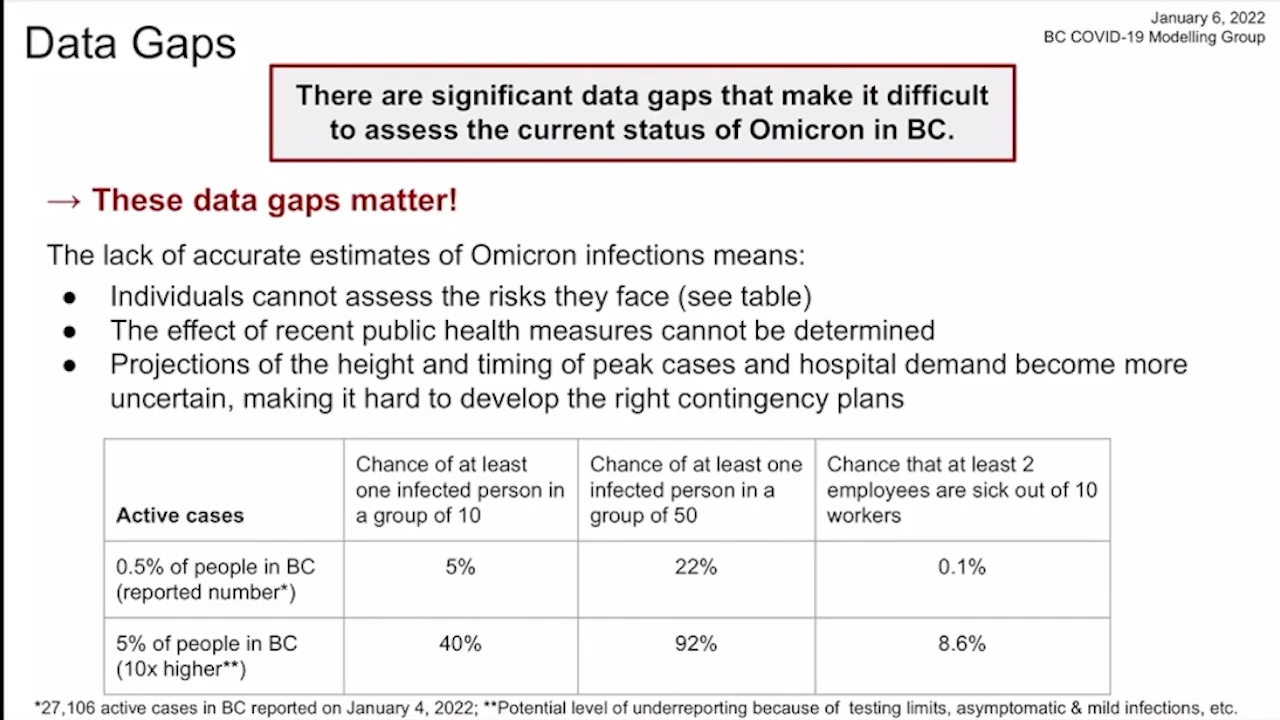 Data Gaps
January 6, 2022
BC COVID-19 Modelling Group
There are significant data gaps that make it difficult
to assess the current status of Omicron in BC.
→ These data gaps matter!
The lack of accurate estimates of Omicron infections means:
● Individuals cannot assess the risks they face (see table)
● The effect of recent public health measures cannot be determined
● Projections of the height and timing of peak cases and hospital demand become more
uncertain, making it hard to develop the right contingency plans
Active cases
Chance of at least
one infected person in
a group of 10
Chance of at least one
infected person in a
group of 50
Chance that at least 2
employees are sick out of 10
workers
0.5% of people in BC
(reported number*)
5%
22%
0.1%
5% of people in BC
(10x higher**)
40%
92%
8.6%
*27,106 active cases in BC reported on January 4, 2022; **Potential level of underreporting because of testing limits, asymptomatic & mild infections, etc.